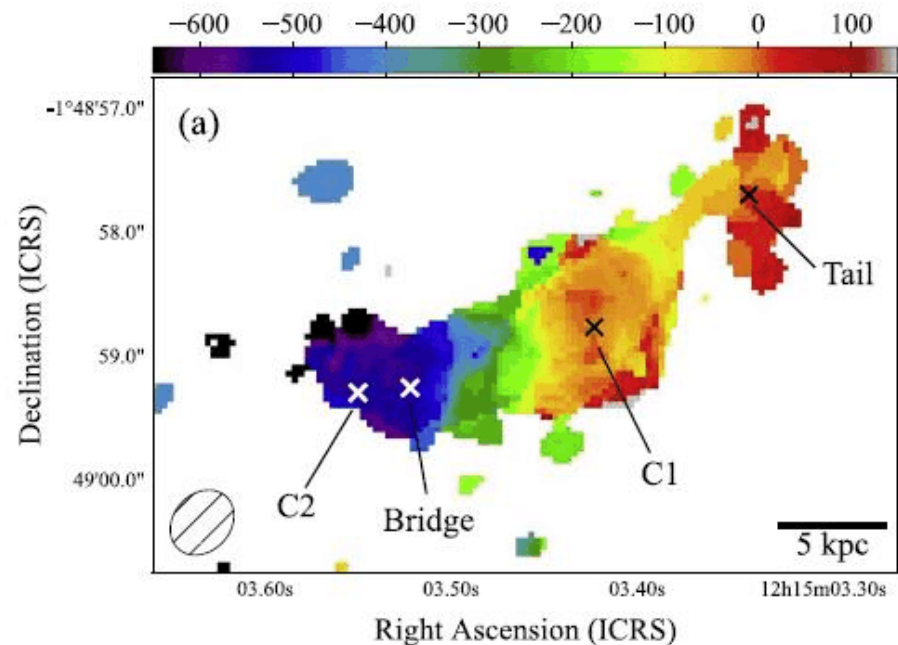 −600 −500 −400 −300 −200 −100 0 100
(a)
-1°48'57.0"
58.0"
59.0"
49'00.0"
Declination (ICRS)
Tail
C1
C2
Bridge
5 kpc
03.60s 03.50s 03.40s 12h15m03.30s
Right Ascension (ICRS)